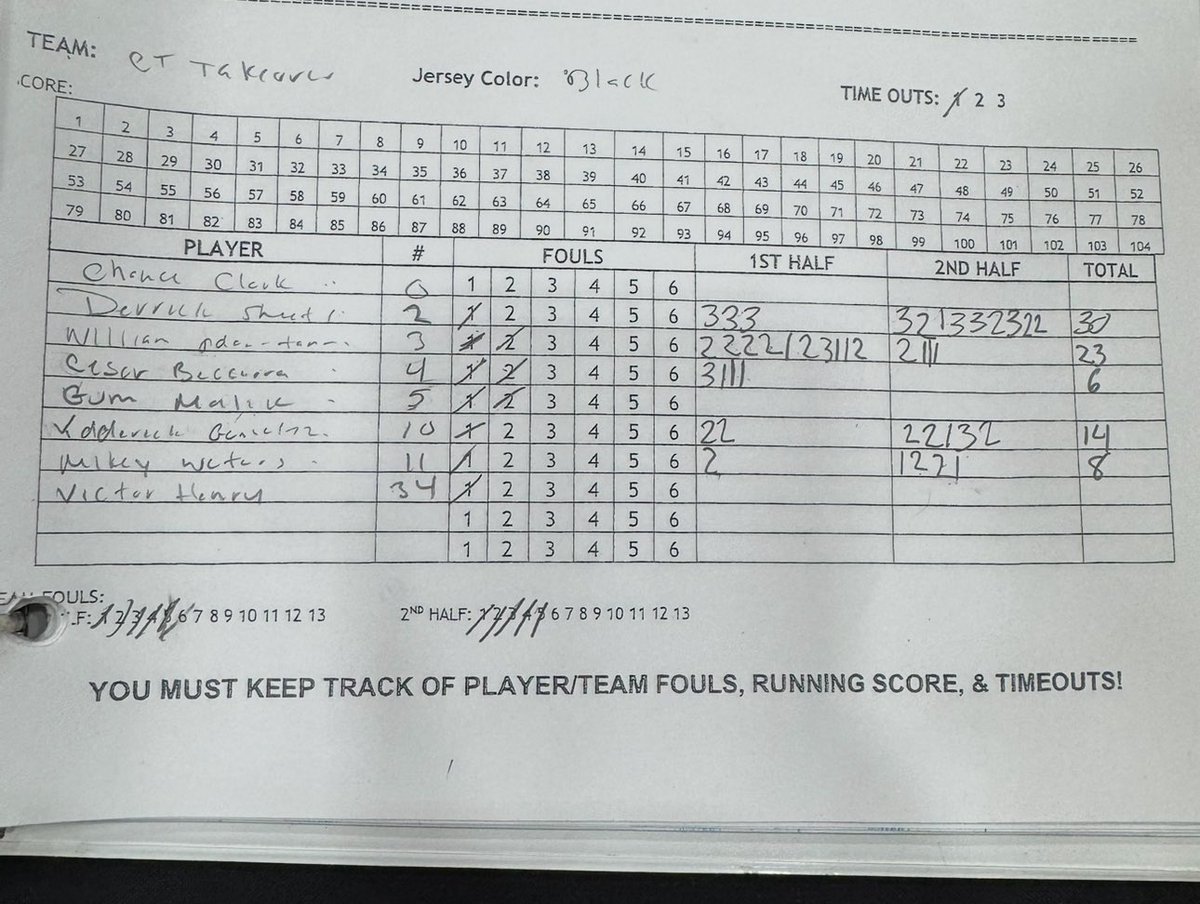 TEAM: CT Takeover Jersey Color: Black TIME OUTS: 1 2 3
CORE:
1 2 3 4 5 6 7 8 9 10 11 12 13 14 15 16 17 18 19 20 21 22 23 24 25 26
27 28 29 30 31 32 33 34 35 36 37 38 39 40 41 42 43 44 45 46 47 48 49 50 51 52
53 54 55 56 57 58 59 60 61 62 63 64 65 66 67 68 69 70 71 72 73 74 75 76 77 78
79 80 81 82 83 84 85 86 87 88 89 90 91 92 93 94 95 96 97 98 99 100 101 102 103 104
PLAYER # FOULS 1ST HALF 2ND HALF TOTAL
Chance Clark 0 1 2 3 4 5 6
Derrick 2 1 2 3 4 5 6 333 321332322 30
William 3 1 2 3 4 5 6 2222123112 2111 23
Cesar 4 1 2 3 4 5 6 3111 6
Gum Malik 5 1 2 3 4 5 6
10 1 2 3 4 5 6 22 22132 14
Mikey Waters 11 1 2 3 4 5 6 2 1221 8
Victor Henry 34 1 2 3 4 5 6
1 2 3 4 5 6
1 2 3 4 5 6
FOULS:
LF: 1 2 3 4 5 6 7 8 9 10 11 12 13 2ND HALF: 1 2 3 4 5 6 7 8 9 10 11 12 13
YOU MUST KEEP TRACK OF PLAYER/TEAM FOULS, RUNNING SCORE, & TIMEOUTS!